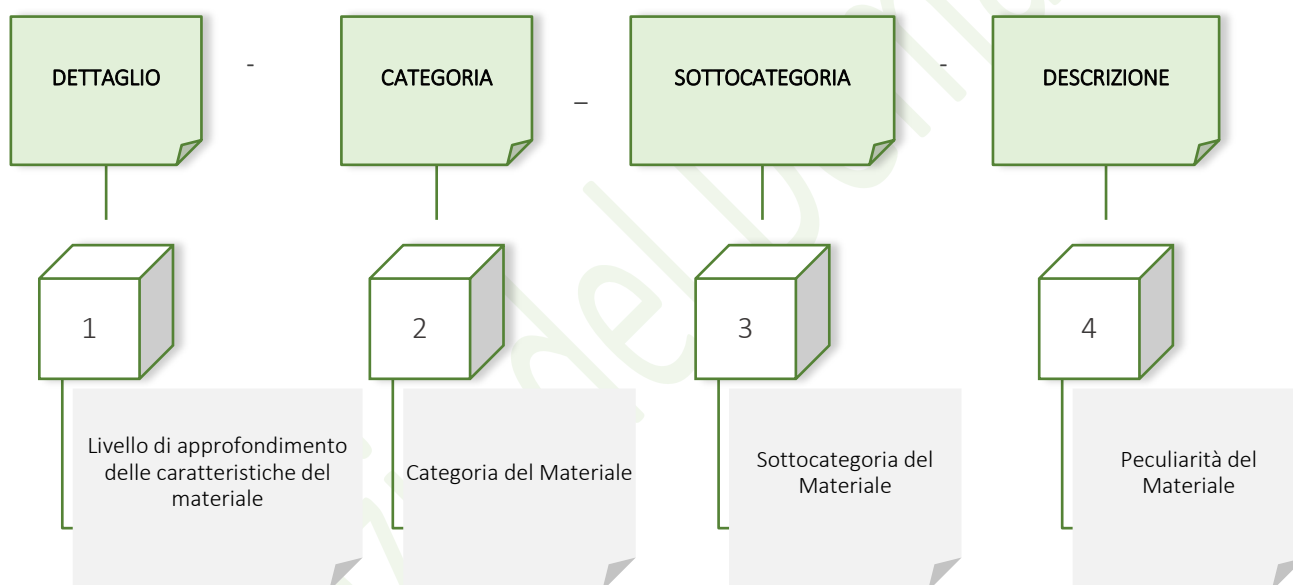 DETTAGLIO - CATEGORIA – SOTTOCATEGORIA - DESCRIZIONE
1 2 3 4
Livello di approfondimento
delle caratteristiche del
materiale
Categoria del Materiale
Sottocategoria del
Materiale
Peculiarità del
Materiale